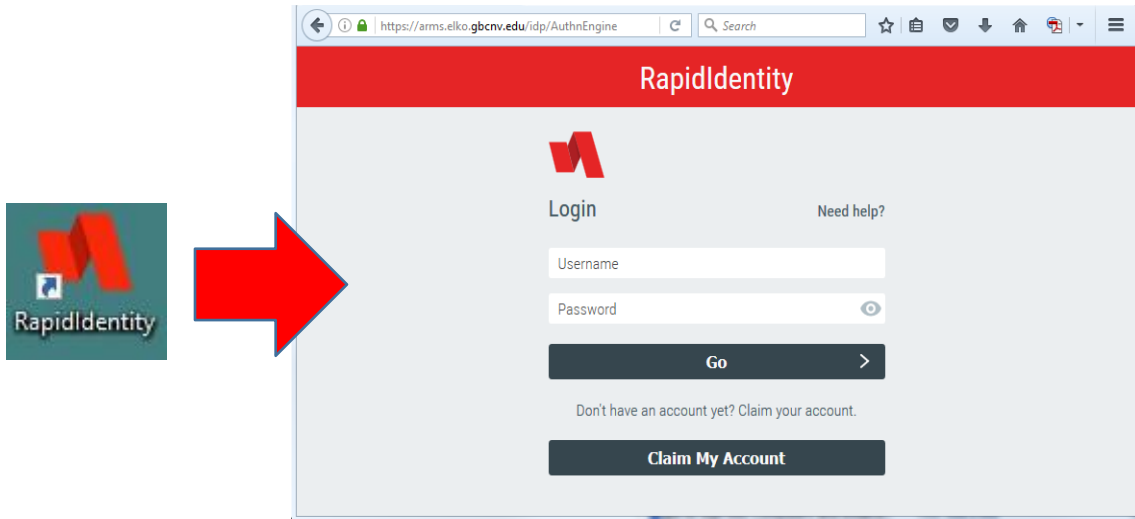 https://arms.elko.gbcnv.edu/idp/AuthnEngine
Search
RapidIdentity
Login
Need help?
Username
Password
Go
Don't have an account yet? Claim your account.
Claim My Account
RapidIdentity